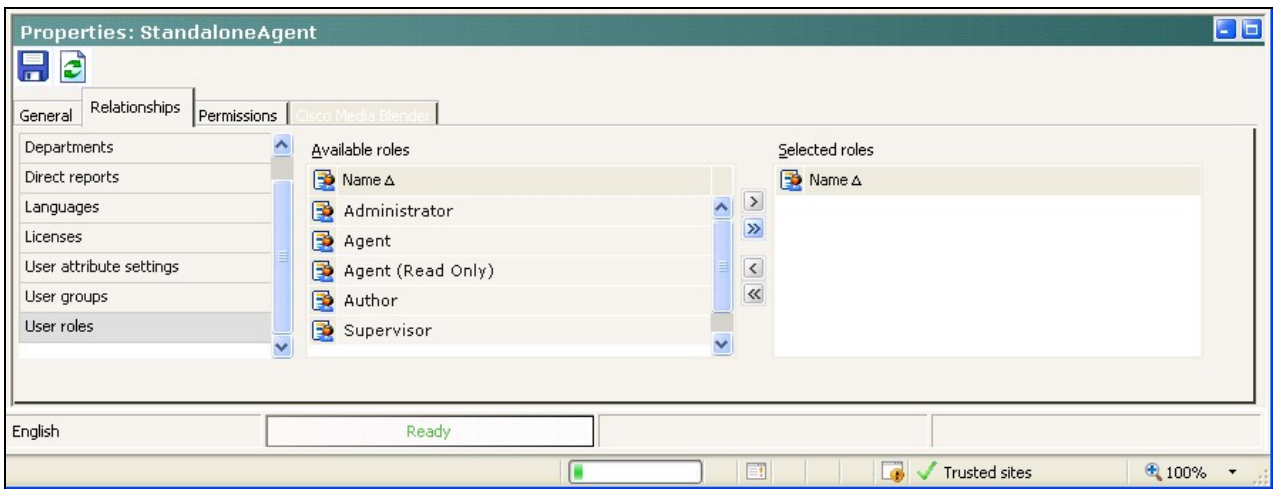 Properties: StandaloneAgent
General Relationships Permissions Cisco Media Blender
Departments
Direct reports
Languages
Licenses
User attribute settings
User groups
User roles
Available roles
Name Δ
Administrator
Agent
Agent (Read Only)
Author
Supervisor
Selected roles
Name Δ
English
Ready
Trusted sites
100%